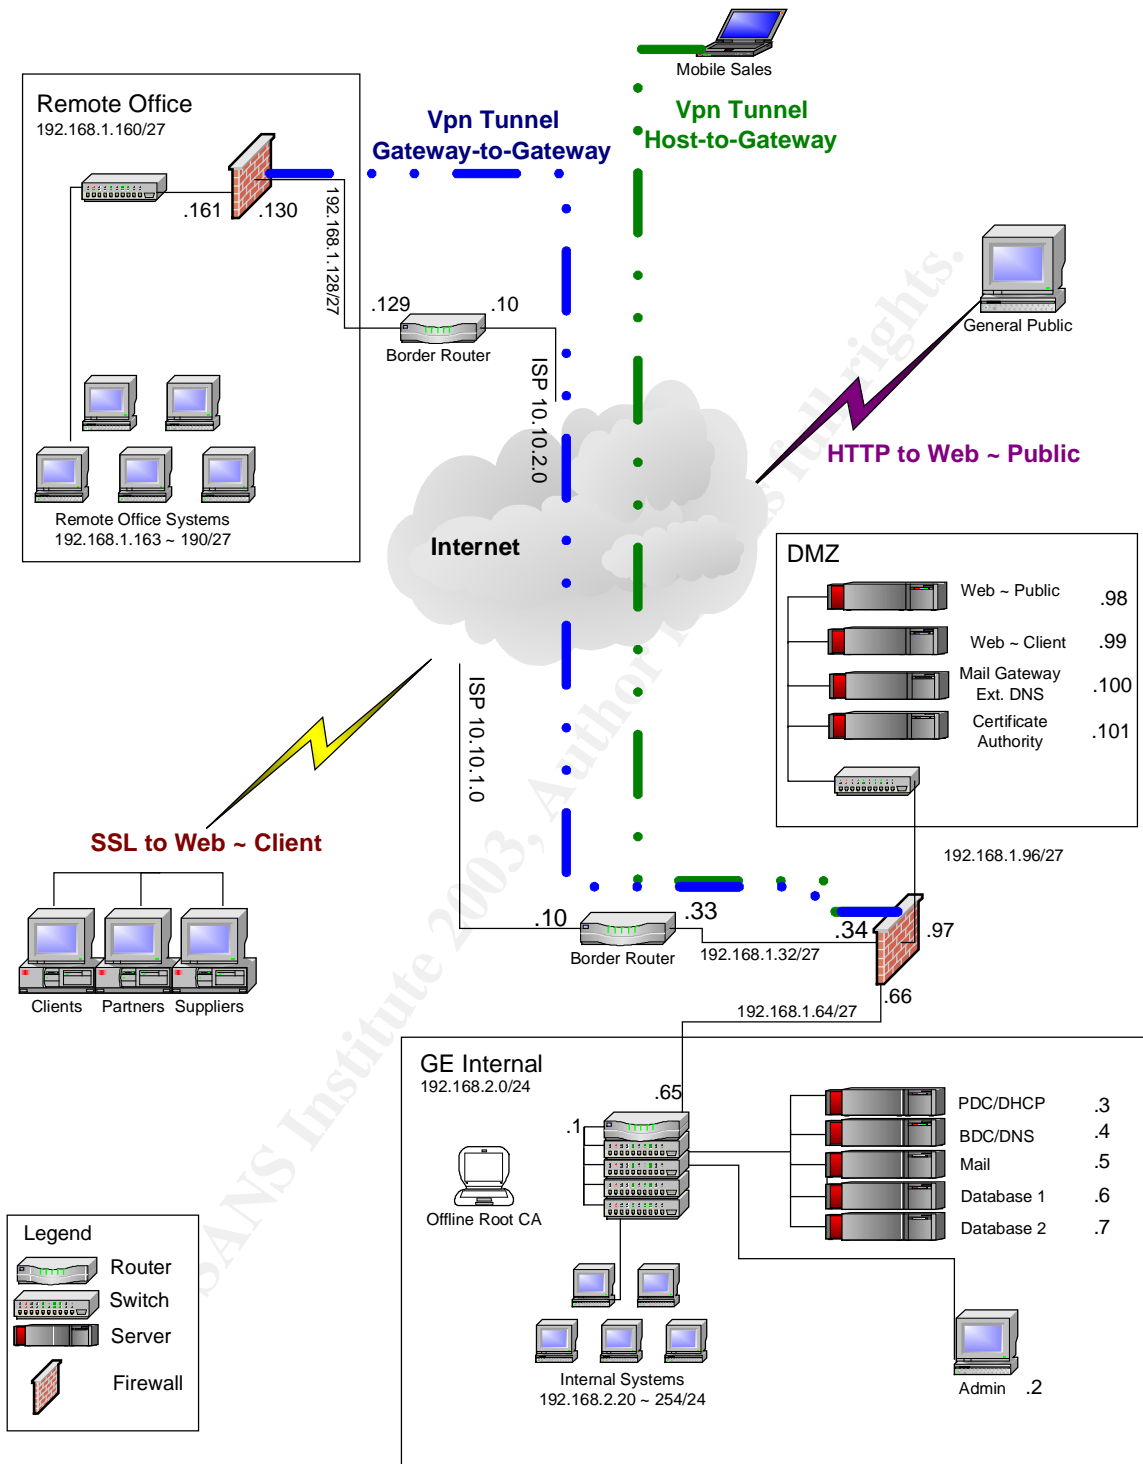 Mobile Sales
Remote Office
192.168.1.160/27
Vpn Tunnel
Gateway-to-Gateway
Vpn Tunnel
Host-to-Gateway
.161
.130
192.168.1.128/27
.129
.10
Border Router
ISP 10.10.2.0
General Public
HTTP to Web ~ Public
Remote Office Systems
192.168.1.163 ~ 190/27
Internet
DMZ
Web ~ Public
.98
Web ~ Client
.99
Mail Gateway
Ext. DNS
.100
Certificate
Authority
.101
ISP 10.10.1.0
SSL to Web ~ Client
192.168.1.96/27
.10
.33
.34
.97
Border Router
192.168.1.32/27
Clients
Partners
Suppliers
.66
192.168.1.64/27
GE Internal
192.168.2.0/24
.65
.1
Offline Root CA
PDC/DHCP
.3
BDC/DNS
.4
Mail
.5
Database 1
.6
Database 2
.7
Legend
Router
Switch
Server
Firewall
Internal Systems
192.168.2.20 ~ 254/24
Admin
.2
SANS Institute 2003, Author
full rights.